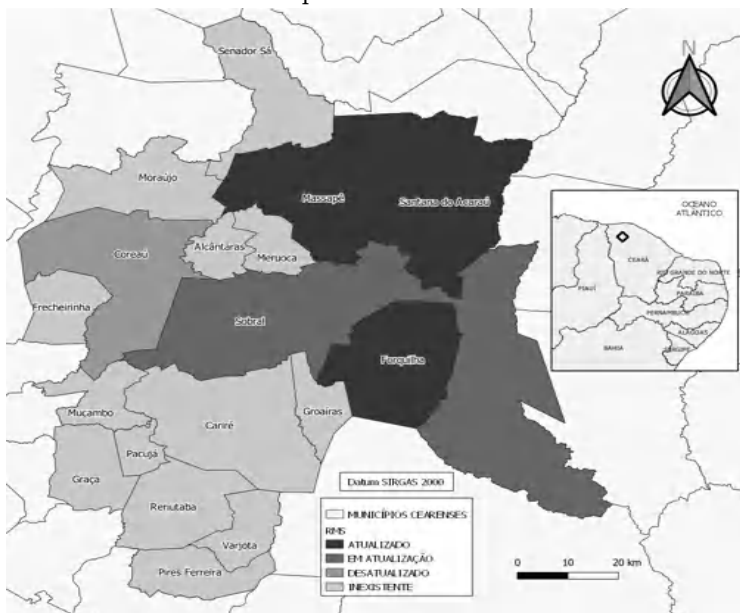 Senador Sá
N
Moraújo
Massapê
Santana do Acaraú
OCEANO
ATLÂNTICO
Coreaú
Alcântaras
Meruoca
CEARÁ
RIO GRANDE DO NORTE
PARAÍBA
PIAUÍ
PERNAMBUCO
ALAGOAS
SERGIPE
BAHIA
Frecheirinha
Sobral
Forquilha
Muçambo
Cariré
Groaíras
Pacujá
Graça
Reriutaba
Varjota
Pires Ferreira
Datum SIRGAS 2000
MUNICÍPIOS CEARENSES
RMS
ATUALIZADO
EM ATUALIZAÇÃO
DESATUALIZADO
INEXISTENTE
0 10 20 km